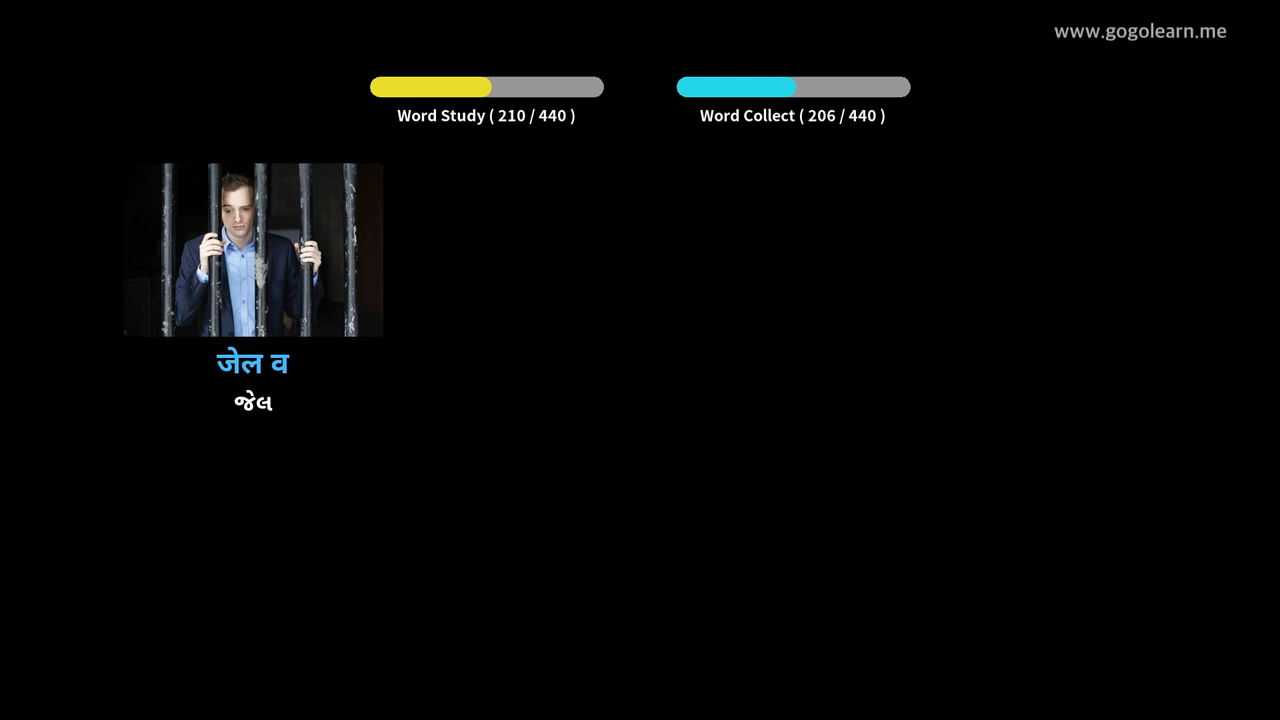 www.gogolearn.me
Word Study ( 210 / 440 )
Word Collect ( 206 / 440 )
जेल व
જેલ